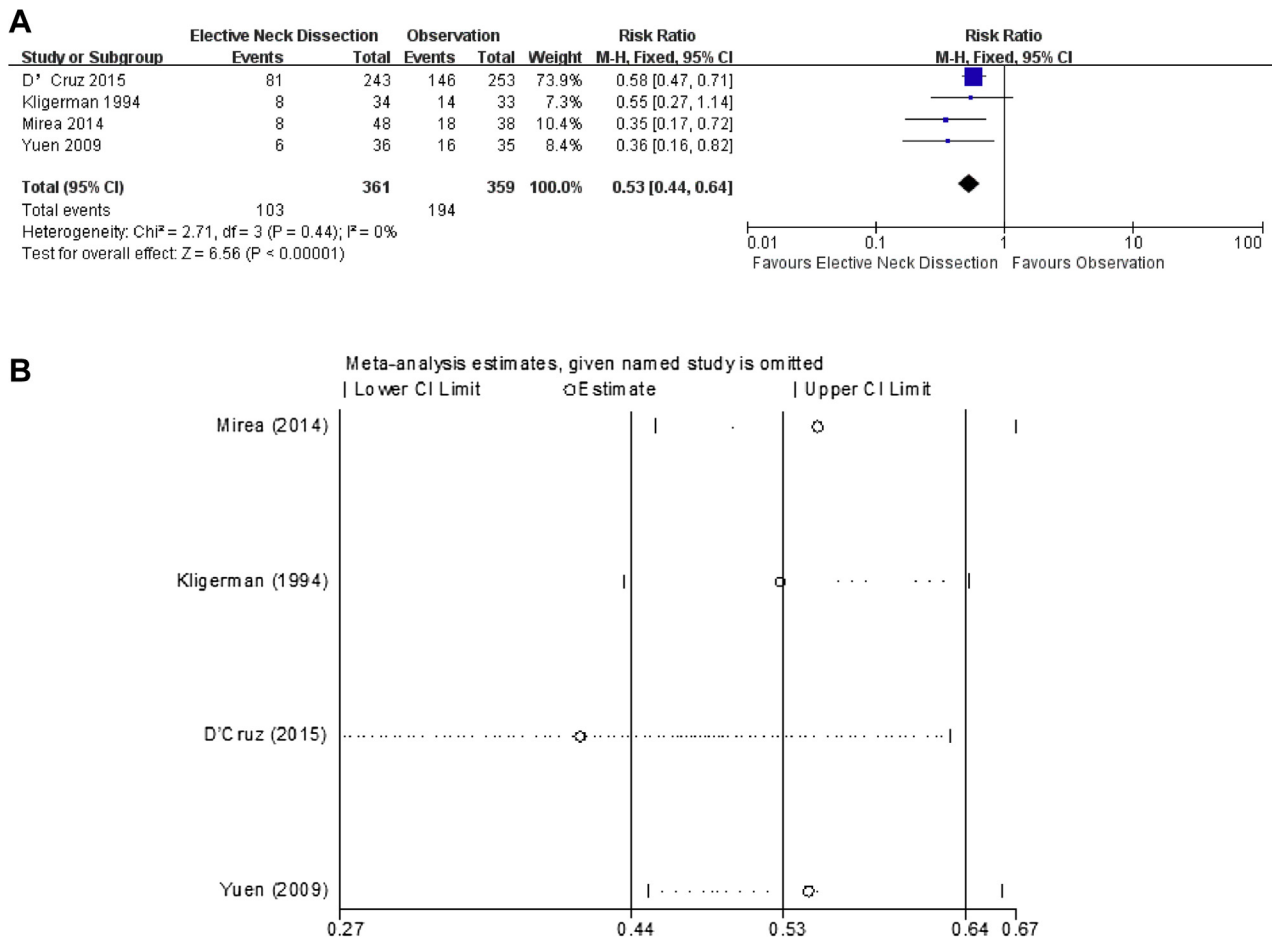 A
Elective Neck Dissection Observation Risk Ratio Risk Ratio
Study or Subgroup Events Total Events Total Weight M-H, Fixed, 95% CI M-H, Fixed, 95% CI
D' Cruz 2015 81 243 146 253 73.9% 0.58 [0.47, 0.71]
Kligerman 1994 8 34 14 33 7.3% 0.55 [0.27, 1.14]
Mirea 2014 8 48 18 38 10.4% 0.35 [0.17, 0.72]
Yuen 2009 6 36 16 35 8.4% 0.36 [0.16, 0.82]
Total (95% CI) 361 359 100.0% 0.53 [0.44, 0.64]
Total events 103 194
Heterogeneity: Chi² = 2.71, df = 3 (P = 0.44); I² = 0%
Test for overall effect: Z = 6.56 (P < 0.00001)
0.01 0.1 1 10 100
Favours Elective Neck Dissection Favours Observation
B
Meta-analysis estimates, given named study is omitted
Lower CI Limit Estimate Upper CI Limit
Mirea (2014)
Kligerman (1994)
D'Cruz (2015)
Yuen (2009)
0.27 0.44 0.53 0.64 0.67